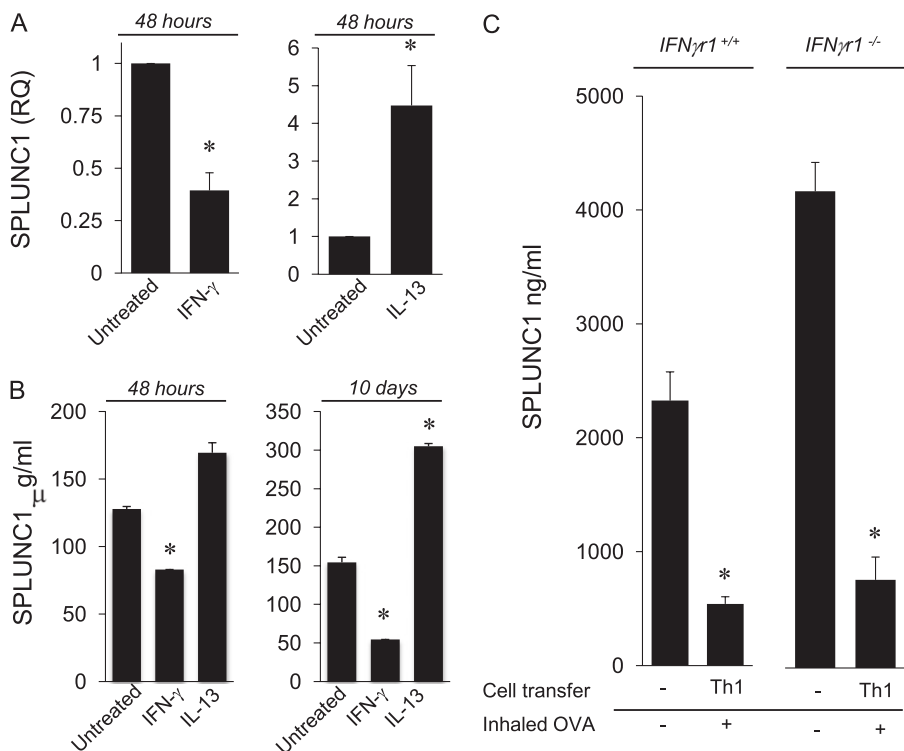 A
48 hours
48 hours
SPLUNC1 (RQ)
1
0.75
0.5
0.25
0
*
Untreated
IFN-γ
6
5
4
3
2
1
0
*
Untreated
IL-13
B
48 hours
10 days
SPLUNC1 μg/ml
200
150
100
50
0
*
Untreated
IFN-γ
IL-13
350
300
250
200
150
100
50
0
*
*
Untreated
IFN-γ
IL-13
C
IFNγr1 +/+
IFNγr1 -/-
SPLUNC1 ng/ml
5000
4000
3000
2000
1000
0
*
*
Cell transfer - Th1 - Th1
Inhaled OVA - + - +